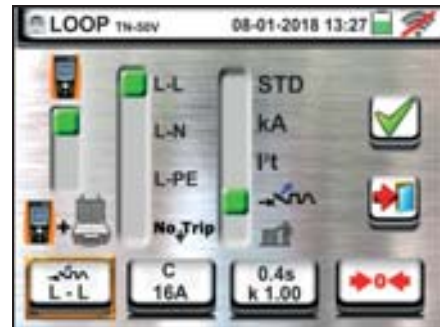 LOOP TN-50V 08-01-2018 13:27
L-L
L-N
L-PE
No Trip
STD
kA
I²t
L - L
C
16A
0.4s
k 1.00
0